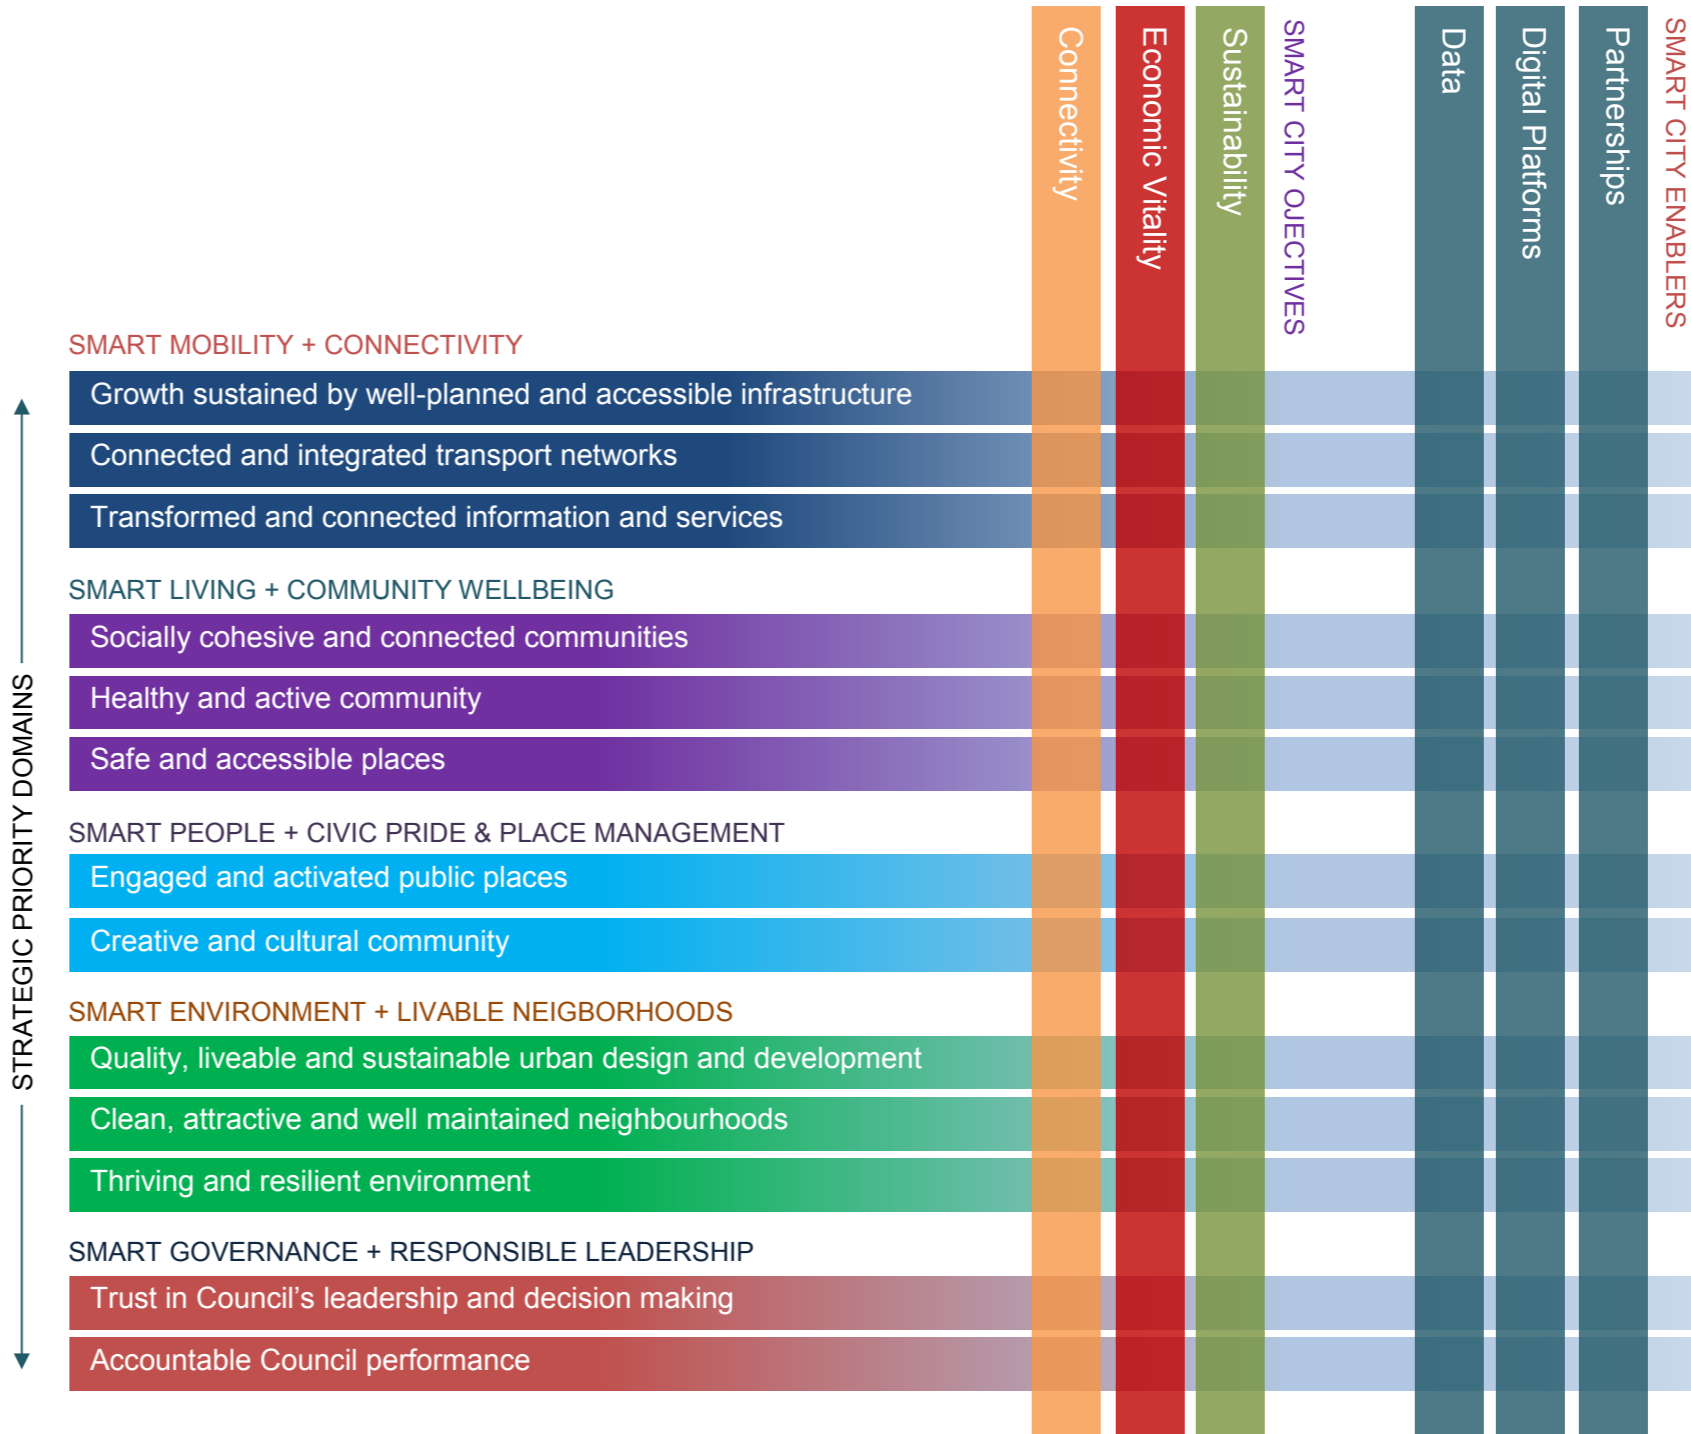 Connectivity
Economic Vitality
Sustainability
SMART CITY OJECTIVES
Data
Digital Platforms
Partnerships
SMART CITY ENABLERS
STRATEGIC PRIORITY DOMAINS
SMART MOBILITY + CONNECTIVITY
Growth sustained by well-planned and accessible infrastructure
Connected and integrated transport networks
Transformed and connected information and services
SMART LIVING + COMMUNITY WELLBEING
Socially cohesive and connected communities
Healthy and active community
Safe and accessible places
SMART PEOPLE + CIVIC PRIDE & PLACE MANAGEMENT
Engaged and activated public places
Creative and cultural community
SMART ENVIRONMENT + LIVABLE NEIGBORHOODS
Quality, liveable and sustainable urban design and development
Clean, attractive and well maintained neighbourhoods
Thriving and resilient environment
SMART GOVERNANCE + RESPONSIBLE LEADERSHIP
Trust in Council’s leadership and decision making
Accountable Council performance